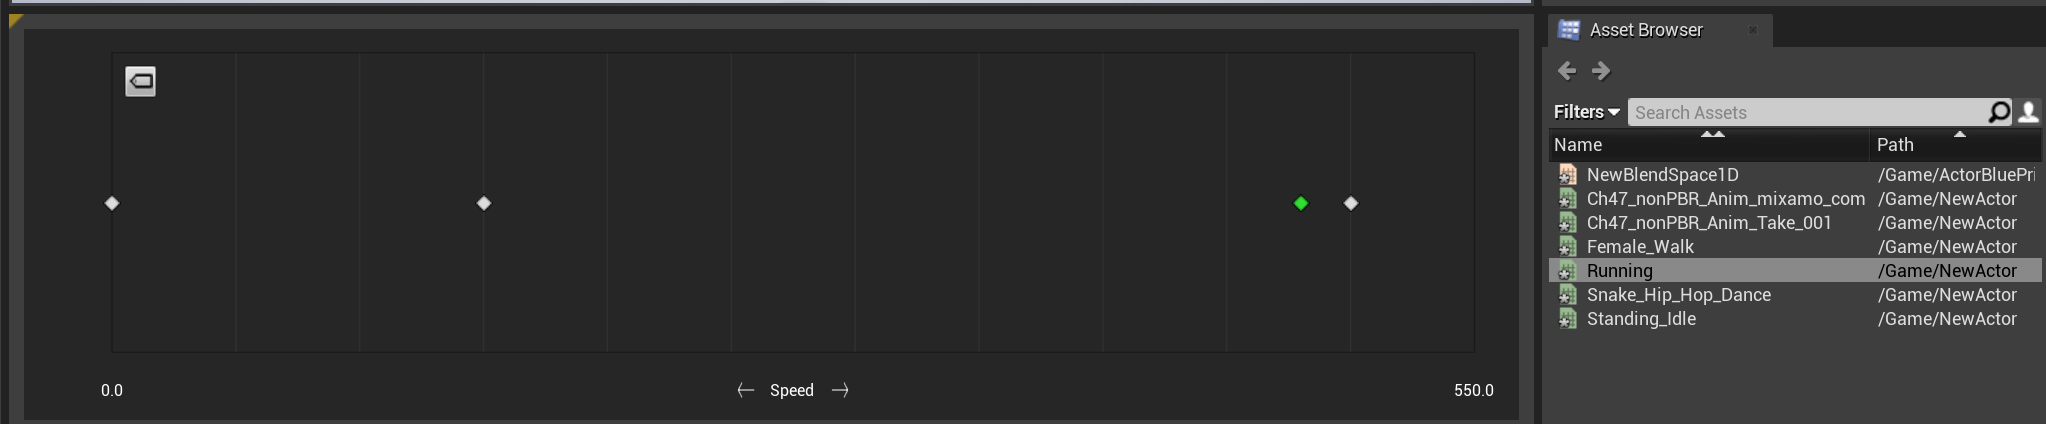 Asset Browser
Filters
Search Assets
Name Path
NewBlendSpace1D /Game/ActorBluePri
Ch47_nonPBR_Anim_mixamo_com /Game/NewActor
Ch47_nonPBR_Anim_Take_001 /Game/NewActor
Female_Walk /Game/NewActor
Running /Game/NewActor
Snake_Hip_Hop_Dance /Game/NewActor
Standing_Idle /Game/NewActor
0.0 Speed 550.0